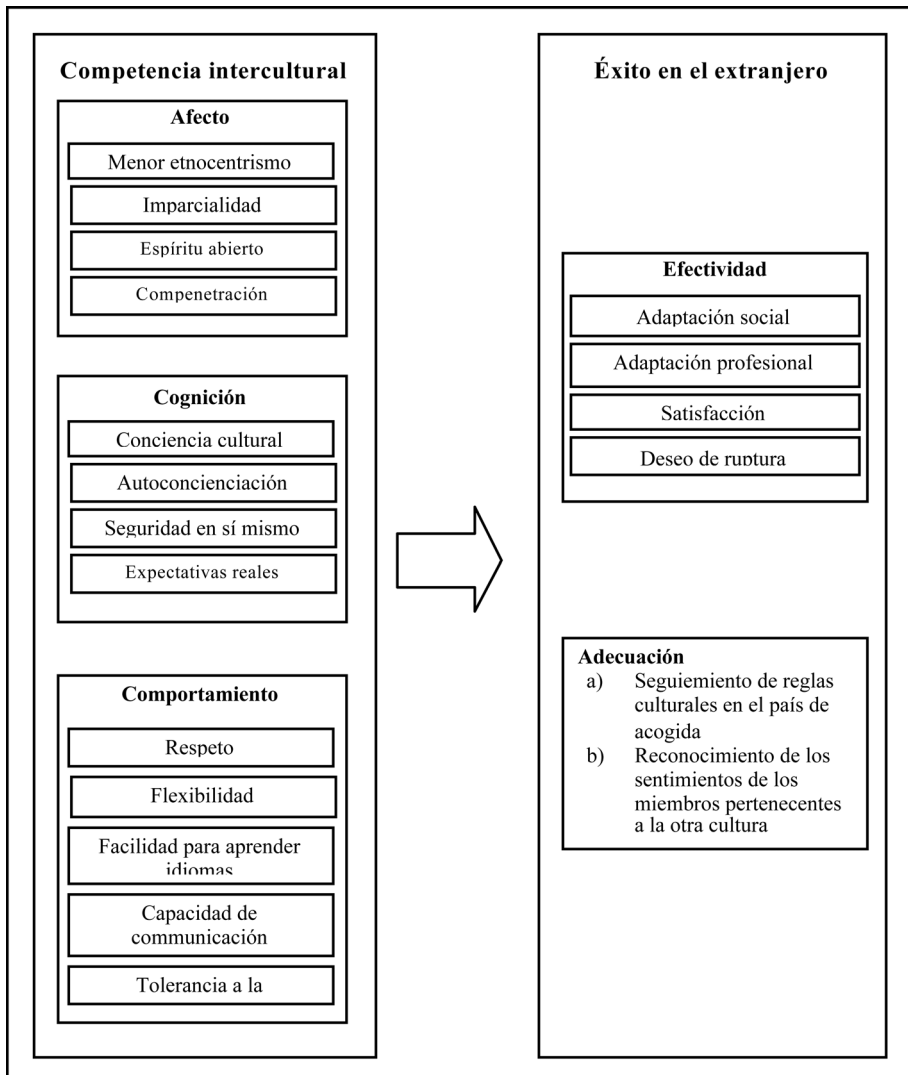 Competencia intercultural
Afecto
Menor etnocentrismo
Imparcialidad
Espíritu abierto
Compenetración
Cognición
Conciencia cultural
Autoconcienciación
Seguridad en sí mismo
Expectativas reales
Comportamiento
Respeto
Flexibilidad
Facilidad para aprender
idiomas
Capacidad de
communicación
Tolerancia a la
Éxito en el extranjero
Efectividad
Adaptación social
Adaptación profesional
Satisfacción
Deseo de ruptura
Adecuación
a) Seguiemiento de reglas
culturales en el país de
acogida
b) Reconocimiento de los
sentimientos de los
miembros pertenecentes
a la otra cultura